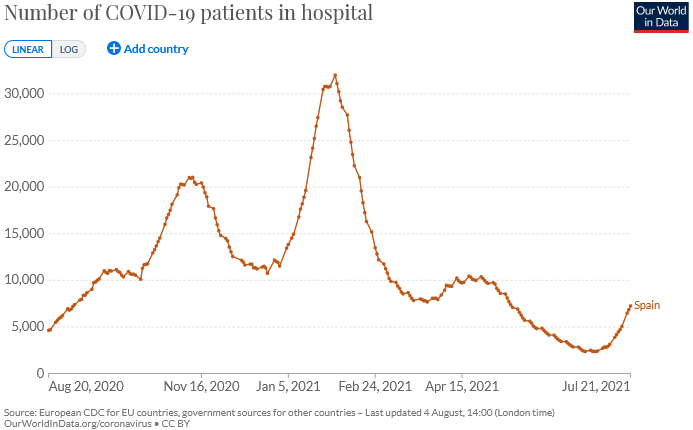 Number of COVID-19 patients in hospital
Our World
in Data
LINEAR LOG Add country
30,000
25,000
20,000
15,000
10,000
5,000
0
Spain
Aug 20, 2020 Nov 16, 2020 Jan 5, 2021 Feb 24, 2021 Apr 15, 2021 Jul 21, 2021
Source: European CDC for EU countries, government sources for other countries – Last updated 4 August, 14:00 (London time)
OurWorldInData.org/coronavirus • CC BY